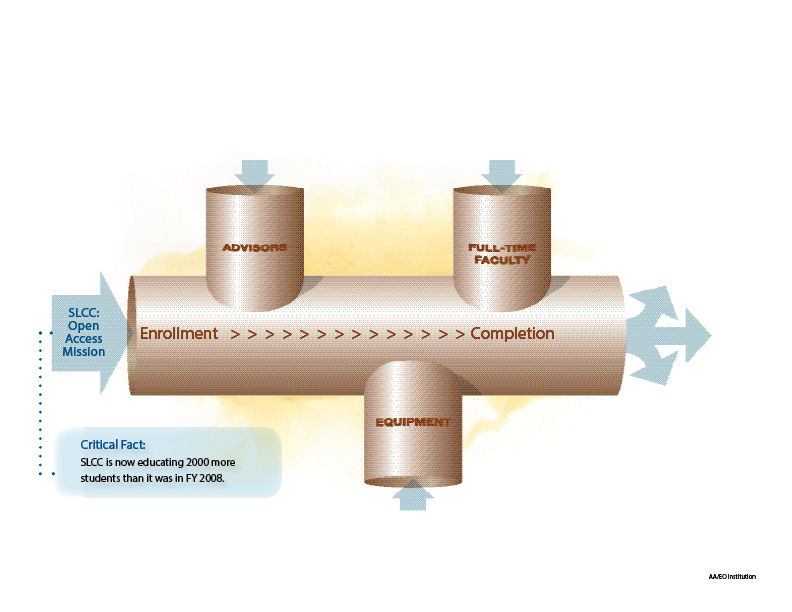 ADVISORS
FULL-TIME
FACULTY
SLCC:
Open
Access
Mission
Enrollment > > > > > > > > > > > > > > Completion
EQUIPMENT
Critical Fact:
SLCC is now educating 2000 more
students than it was in FY 2008.
AA/EO Institution